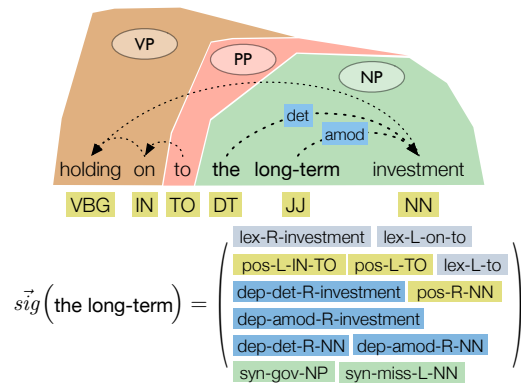 VP
PP
NP
det
amod
holding on to the long-term investment
VBG IN TO DT JJ NN
lex-R-investment lex-L-on-to
pos-L-IN-TO pos-L-TO lex-L-to
sig(the long-term) = dep-det-R-investment pos-R-NN
dep-amod-R-investment
dep-det-R-NN dep-amod-R-NN
syn-gov-NP syn-miss-L-NN